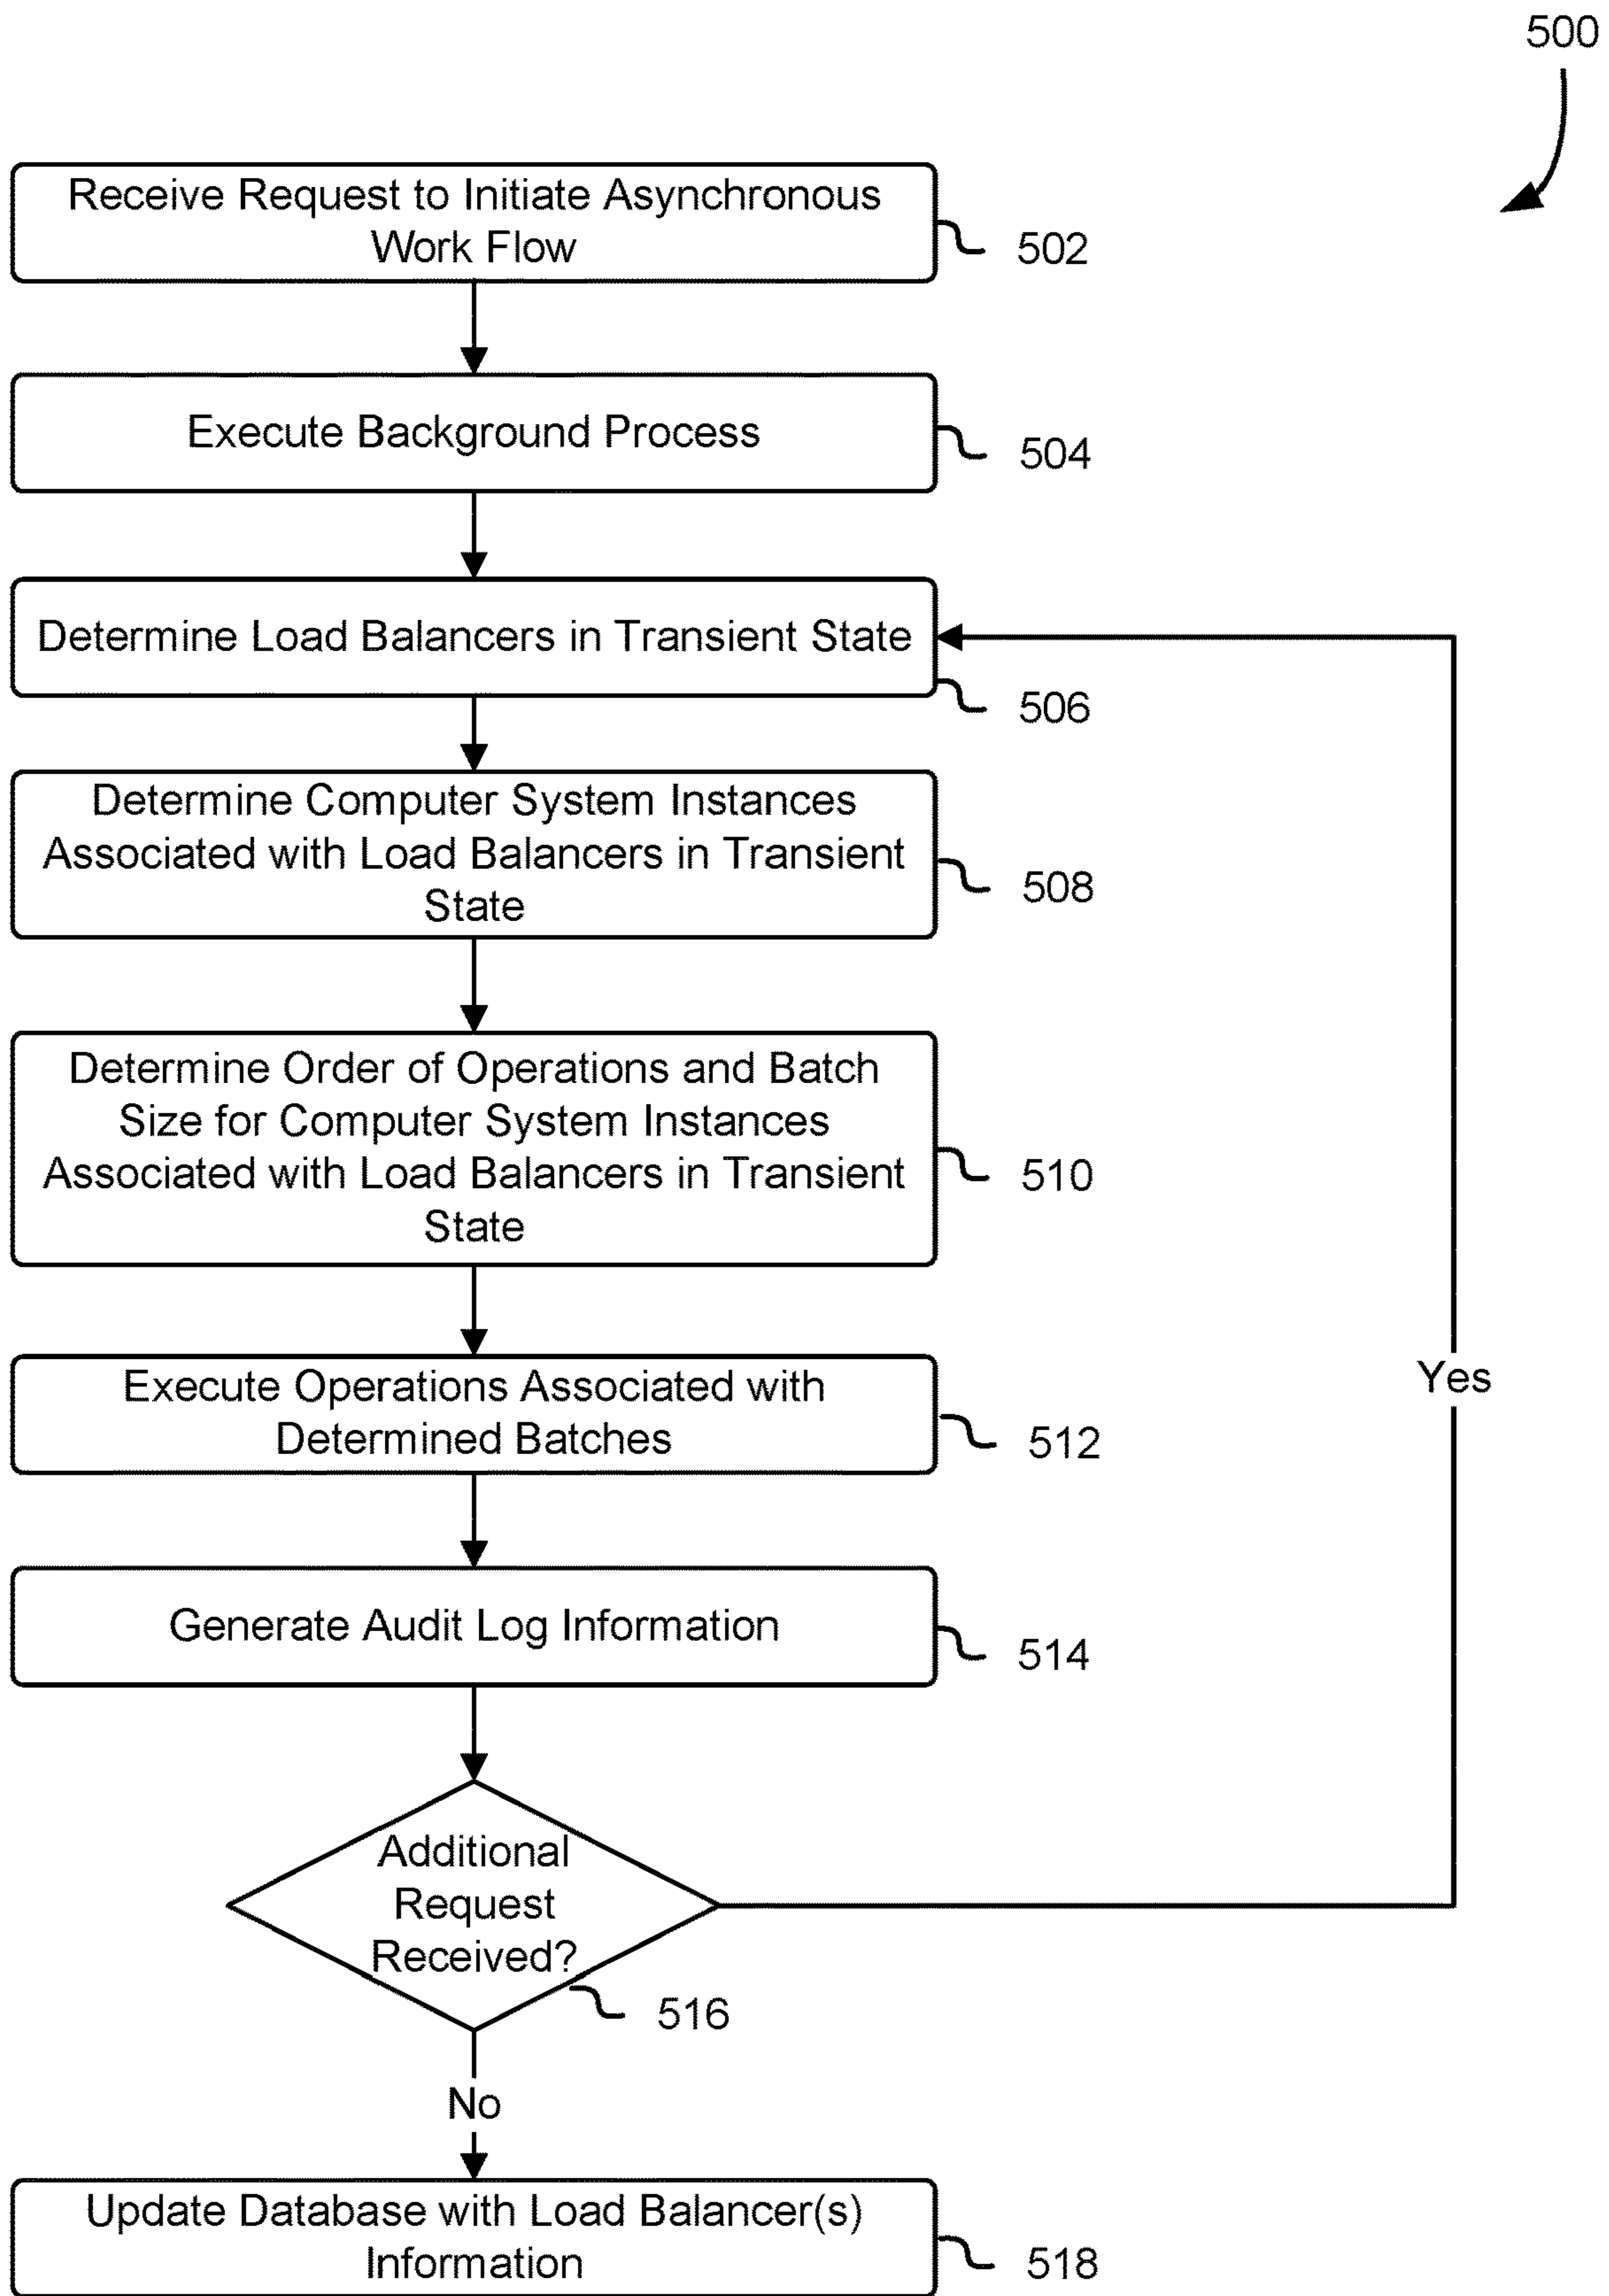 500
Receive Request to Initiate Asynchronous
Work Flow
502
Execute Background Process
504
Determine Load Balancers in Transient State
506
Determine Computer System Instances
Associated with Load Balancers in Transient
State
508
Determine Order of Operations and Batch
Size for Computer System Instances
Associated with Load Balancers in Transient
State
510
Execute Operations Associated with
Determined Batches
512
Yes
Generate Audit Log Information
514
Additional
Request
Received?
516
No
Update Database with Load Balancer(s)
Information
518